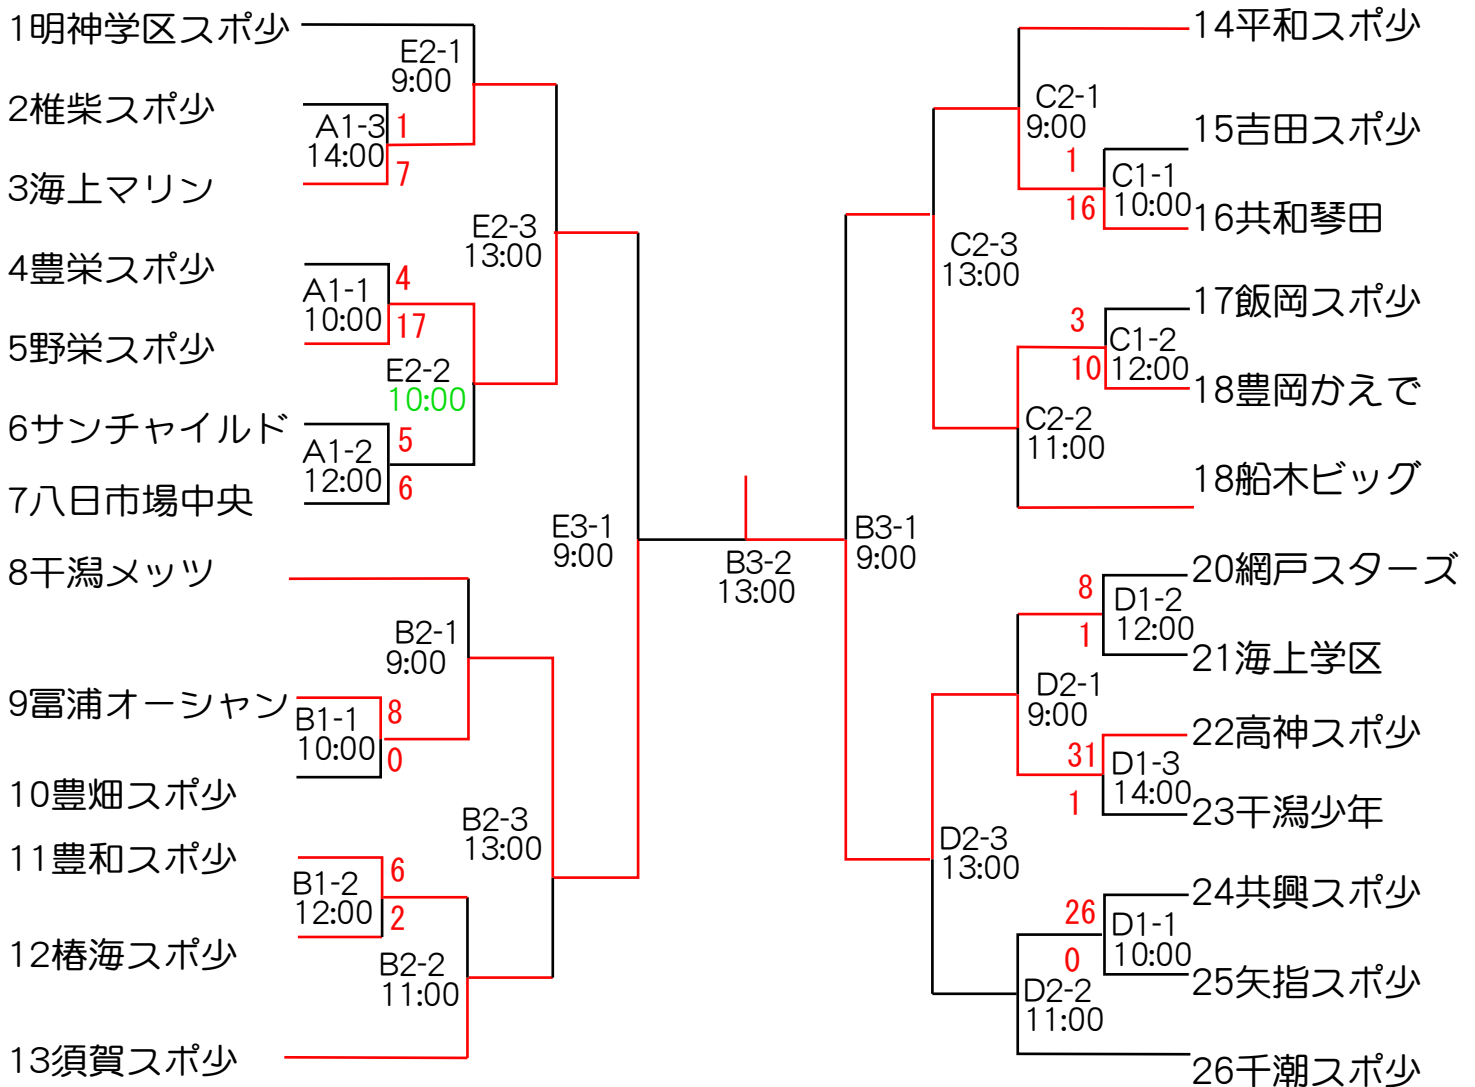 1明神学区スポ少
E2-1
9:00
2椎柴スポ少
A1-3
14:00
1
7
3海上マリン
E2-3
13:00
4豊栄スポ少
A1-1
10:00
4
17
5野栄スポ少
E2-2
10:00
6サンチャイルド
A1-2
12:00
5
6
7八日市場中央
E3-1
9:00
8干潟メッツ
B2-1
9:00
9冨浦オーシャン
B1-1
10:00
8
0
10豊畑スポ少
B2-3
13:00
11豊和スポ少
B1-2
12:00
6
2
12椿海スポ少
B2-2
11:00
13須賀スポ少
B3-2
13:00
B3-1
9:00
14平和スポ少
C2-1
9:00
15吉田スポ少
1
16
C1-1
10:00
16共和琴田
C2-3
13:00
17飯岡スポ少
3
10
C1-2
12:00
18豊岡かえで
C2-2
11:00
18船木ビッグ
20網戸スターズ
8
1
D1-2
12:00
21海上学区
D2-1
9:00
22高神スポ少
31
1
D1-3
14:00
23干潟少年
D2-3
13:00
24共興スポ少
26
0
D1-1
10:00
25矢指スポ少
D2-2
11:00
26千潮スポ少